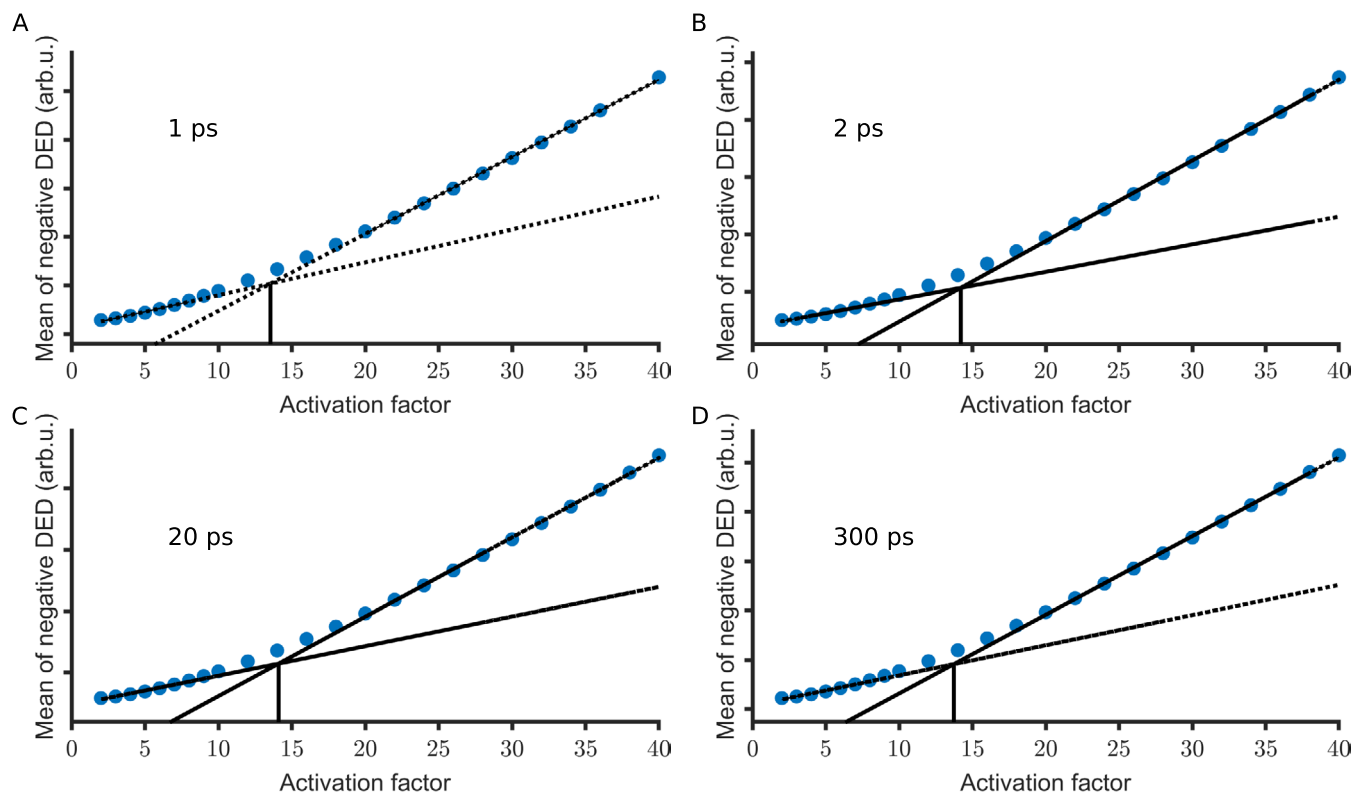 A
Mean of negative DED (arb.u.)
1 ps
0 5 10 15 20 25 30 35 40
Activation factor
B
Mean of negative DED (arb.u.)
2 ps
0 5 10 15 20 25 30 35 40
Activation factor
C
Mean of negative DED (arb.u.)
20 ps
0 5 10 15 20 25 30 35 40
Activation factor
D
Mean of negative DED (arb.u.)
300 ps
0 5 10 15 20 25 30 35 40
Activation factor